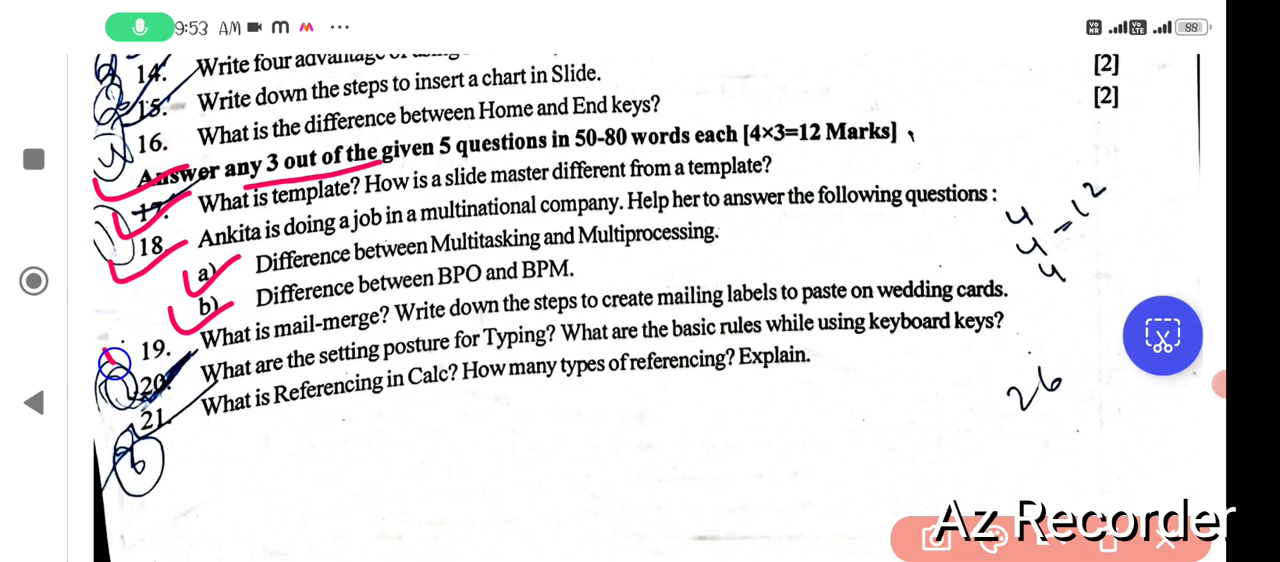 9:53 AM
88
14. Write four advantage
[2]
15. Write down the steps to insert a chart in Slide.
[2]
16. What is the difference between Home and End keys?
Answer any 3 out of the given 5 questions in 50-80 words each [4×3=12 Marks]
17. What is template? How is a slide master different from a template?
18. Ankita is doing a job in a multinational company. Help her to answer the following questions :
a) Difference between Multitasking and Multiprocessing.
b) Difference between BPO and BPM.
19. What is mail-merge? Write down the steps to create mailing labels to paste on wedding cards.
20. What are the setting posture for Typing? What are the basic rules while using keyboard keys?
21. What is Referencing in Calc? How many types of referencing? Explain.
4
4 = 12
4
26
Az Recorder